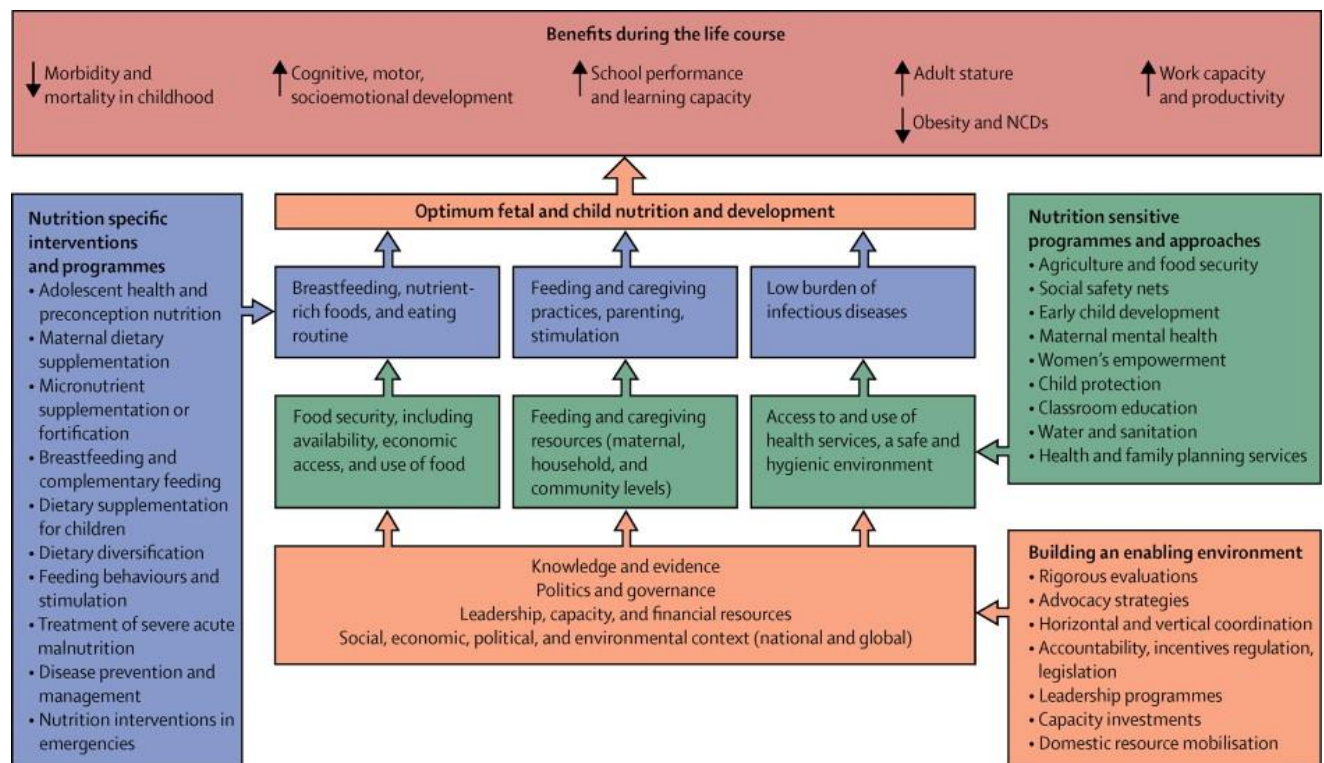 Benefits during the life course
Morbidity and
mortality in childhood
Cognitive, motor,
socioemotional development
School performance
and learning capacity
Adult stature
Obesity and NCDs
Work capacity
and productivity
Nutrition specific
interventions
and programmes
• Adolescent health and
preconception nutrition
• Maternal dietary
supplementation
• Micronutrient
supplementation or
fortification
• Breastfeeding and
complementary feeding
• Dietary supplementation
for children
• Dietary diversification
• Feeding behaviours and
stimulation
• Treatment of severe acute
malnutrition
• Disease prevention and
management
• Nutrition interventions in
emergencies
Optimum fetal and child nutrition and development
Breastfeeding, nutrient-
rich foods, and eating
routine
Feeding and caregiving
practices, parenting,
stimulation
Low burden of
infectious diseases
Food security, including
availability, economic
access, and use of food
Feeding and caregiving
resources (maternal,
household, and
community levels)
Access to and use of
health services, a safe and
hygienic environment
Knowledge and evidence
Politics and governance
Leadership, capacity, and financial resources
Social, economic, political, and environmental context (national and global)
Nutrition sensitive
programmes and approaches
• Agriculture and food security
• Social safety nets
• Early child development
• Maternal mental health
• Women's empowerment
• Child protection
• Classroom education
• Water and sanitation
• Health and family planning services
Building an enabling environment
• Rigorous evaluations
• Advocacy strategies
• Horizontal and vertical coordination
• Accountability, incentives regulation,
legislation
• Leadership programmes
• Capacity investments
• Domestic resource mobilisation